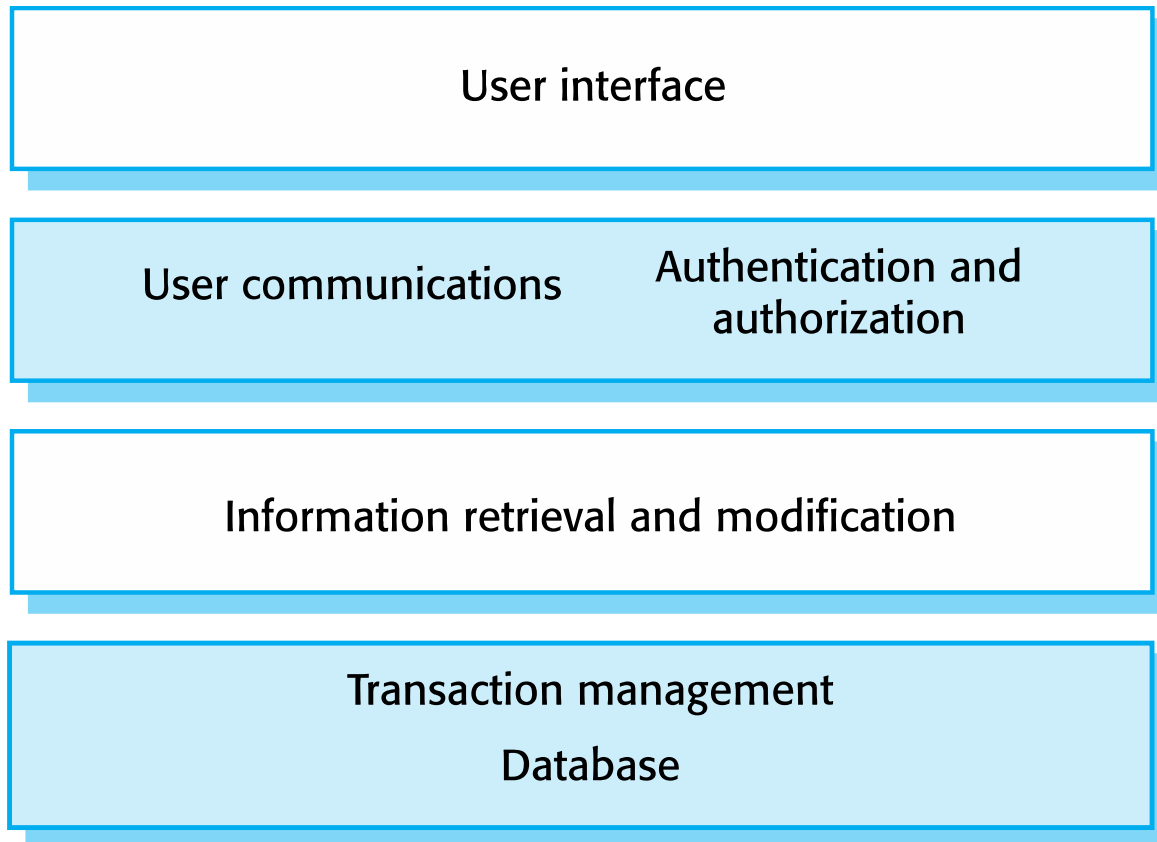 User interface
User communications
Authentication and
authorization
Information retrieval and modification
Transaction management
Database